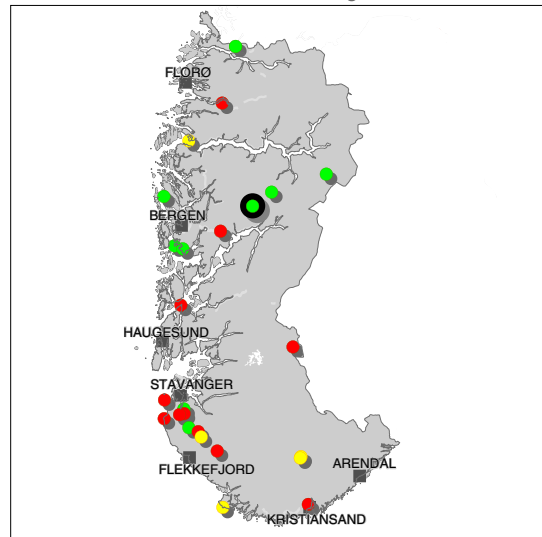 FLORØ
BERGEN
HAUGESUND
STAVANGER
FLEKKEFJORD
ARENDAL
KRISTIANSAND